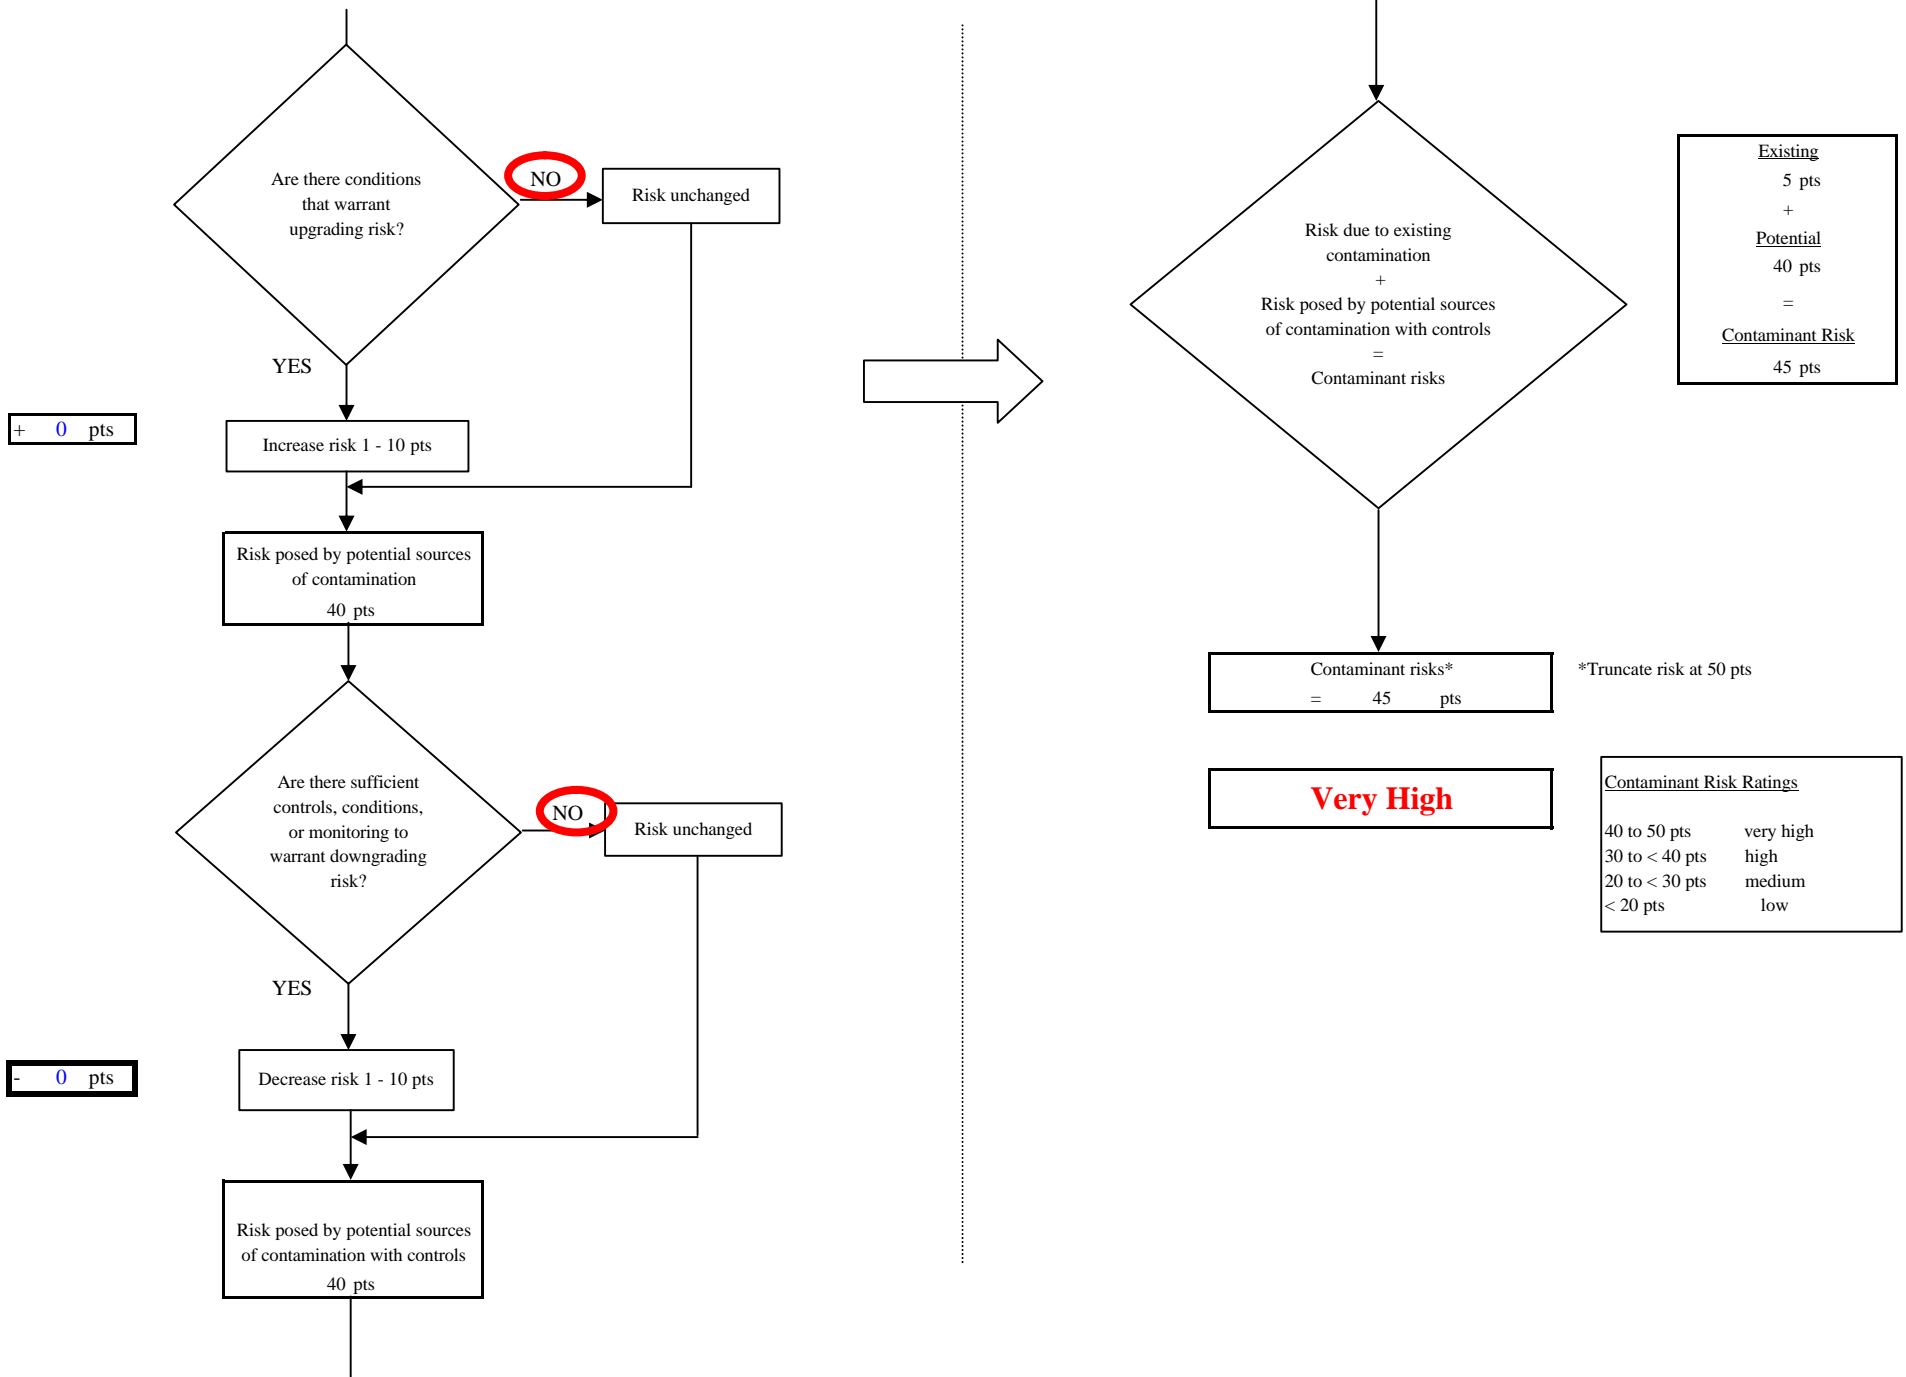 Are there conditions
that warrant
upgrading risk?
NO
Risk unchanged
YES
+ 0 pts
Increase risk 1 - 10 pts
Risk posed by potential sources
of contamination
40 pts
Are there sufficient
controls, conditions,
or monitoring to
warrant downgrading
risk?
NO
Risk unchanged
YES
- 0 pts
Decrease risk 1 - 10 pts
Risk posed by potential sources
of contamination with controls
40 pts
Risk due to existing
contamination
+
Risk posed by potential sources
of contamination with controls
=
Contaminant risks
Existing
5 pts
+
Potential
40 pts
=
Contaminant Risk
45 pts
Contaminant risks*
= 45 pts
*Truncate risk at 50 pts
Very High
Contaminant Risk Ratings
40 to 50 pts very high
30 to < 40 pts high
20 to < 30 pts medium
< 20 pts low